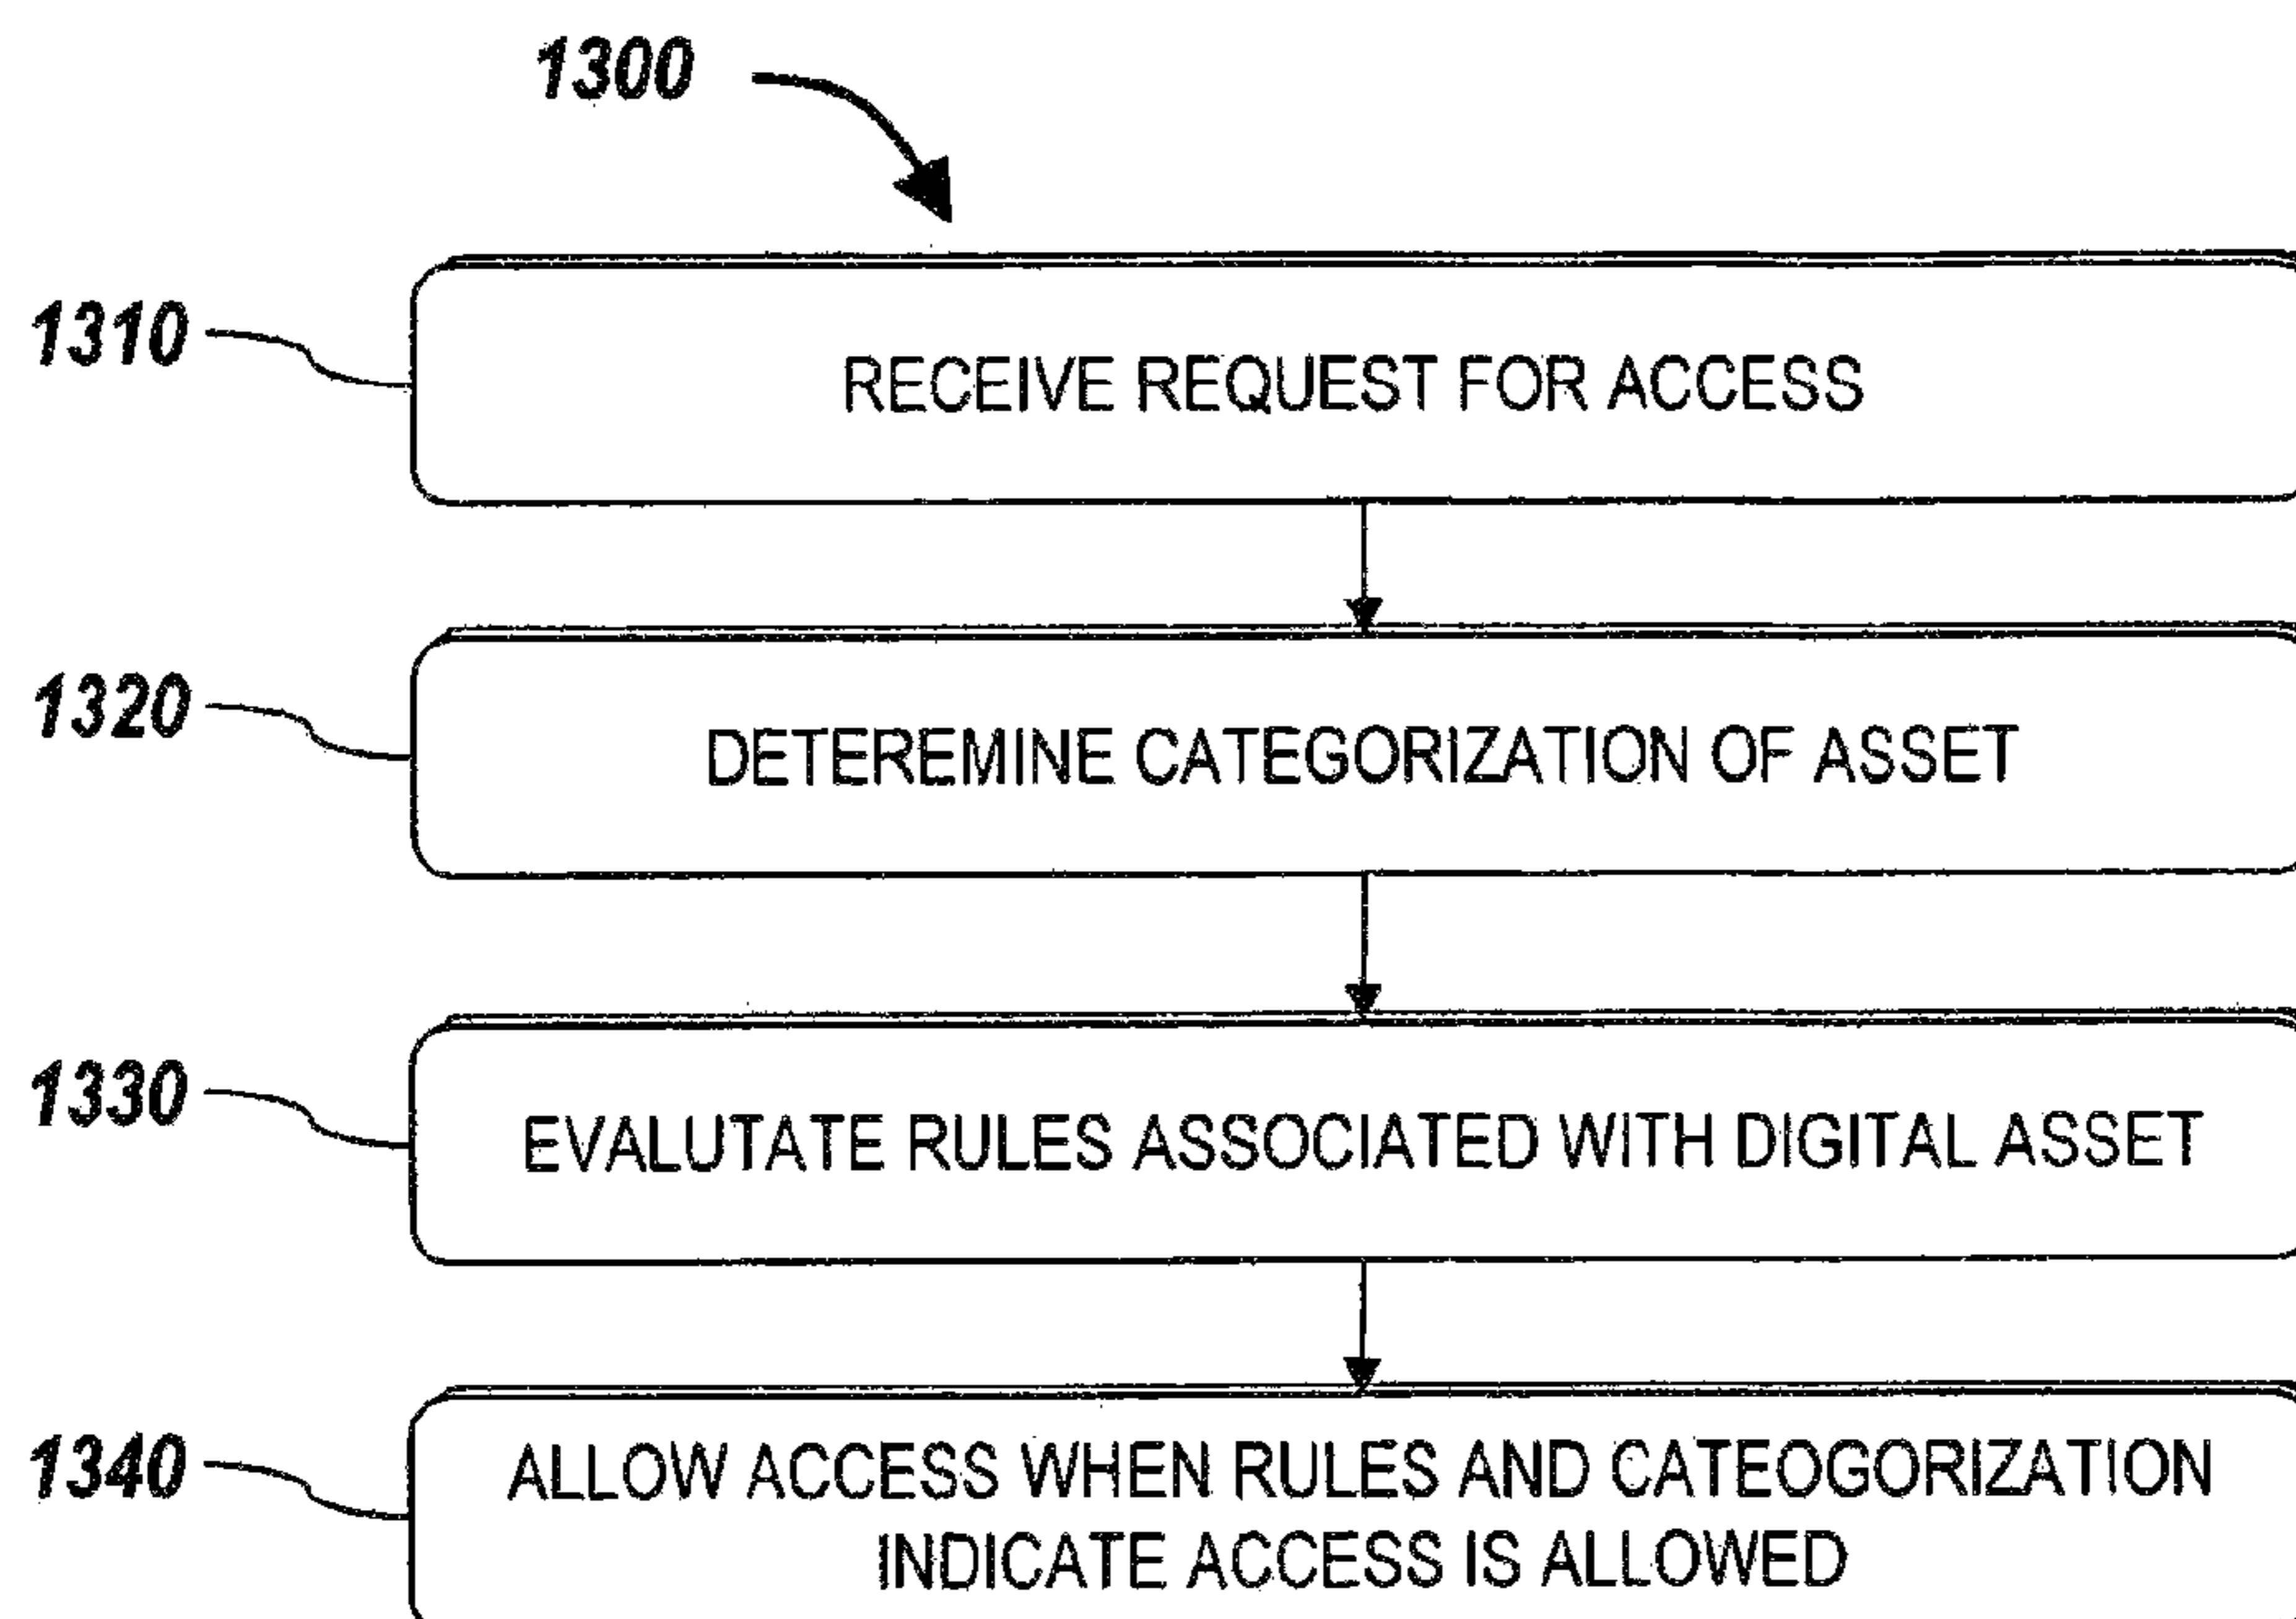 1300
1310
RECEIVE REQUEST FOR ACCESS
1320
DETEREMINE CATEGORIZATION OF ASSET
1330
EVALUTATE RULES ASSOCIATED WITH DIGITAL ASSET
1340
ALLOW ACCESS WHEN RULES AND CATEOGORIZATION
INDICATE ACCESS IS ALLOWED